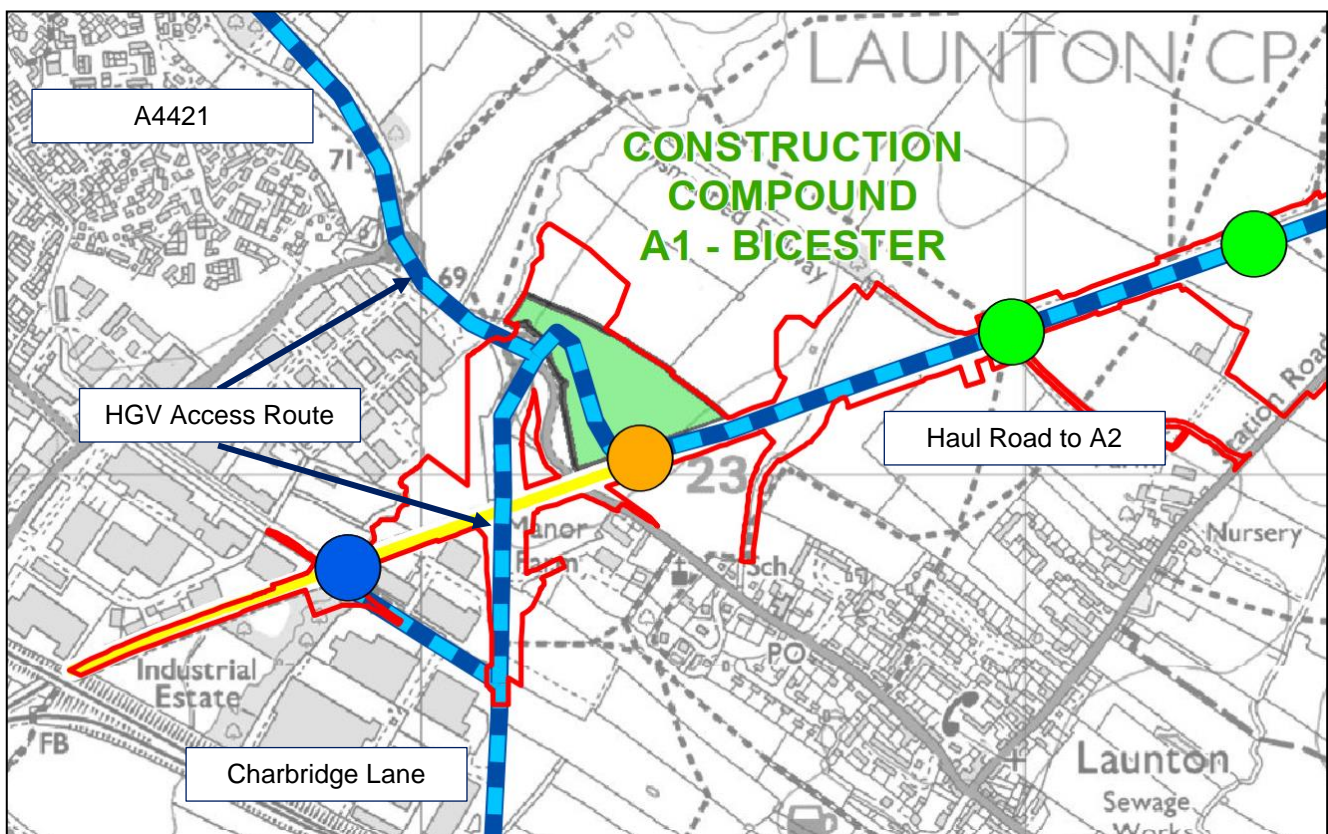 LAUNTON CP
70
A4421
71
CONSTRUCTION
COMPOUND
A1 - BICESTER
69
HGV Access Route
Haul Road to A2
Station Road
23
Manor
Farm
Nursery
Sch
PO
Industrial
Estate
FB
Charbridge Lane
Launton
Sewage